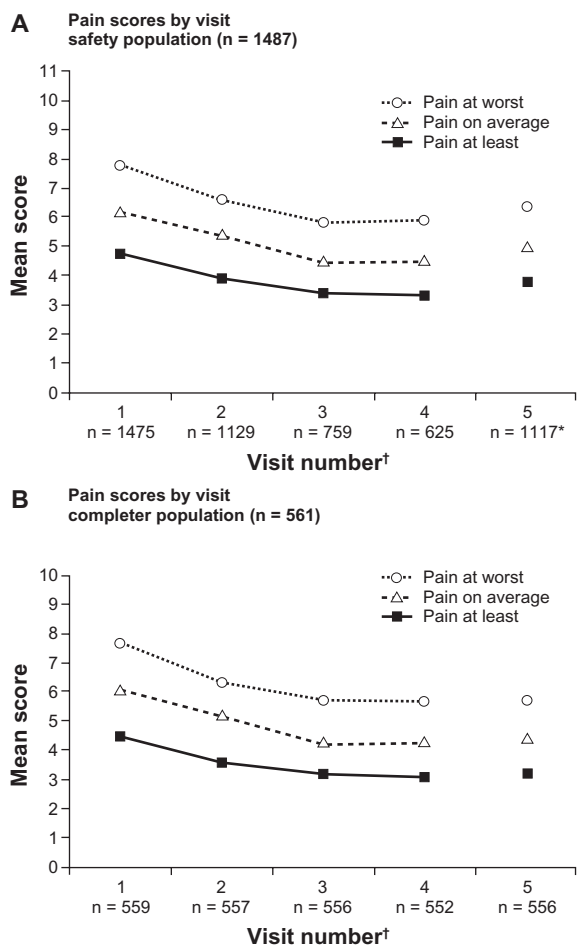 A Pain scores by visit
safety population (n = 1487)
11
10
9
8
7
6
5
4
3
2
1
0
Mean score
Pain at worst
Pain on average
Pain at least
1 2 3 4 5
n = 1475 n = 1129 n = 759 n = 625 n = 1117*
Visit number†
B Pain scores by visit
completer population (n = 561)
10
9
8
7
6
5
4
3
2
1
0
Mean score
Pain at worst
Pain on average
Pain at least
1 2 3 4 5
n = 559 n = 557 n = 556 n = 552 n = 556
Visit number†